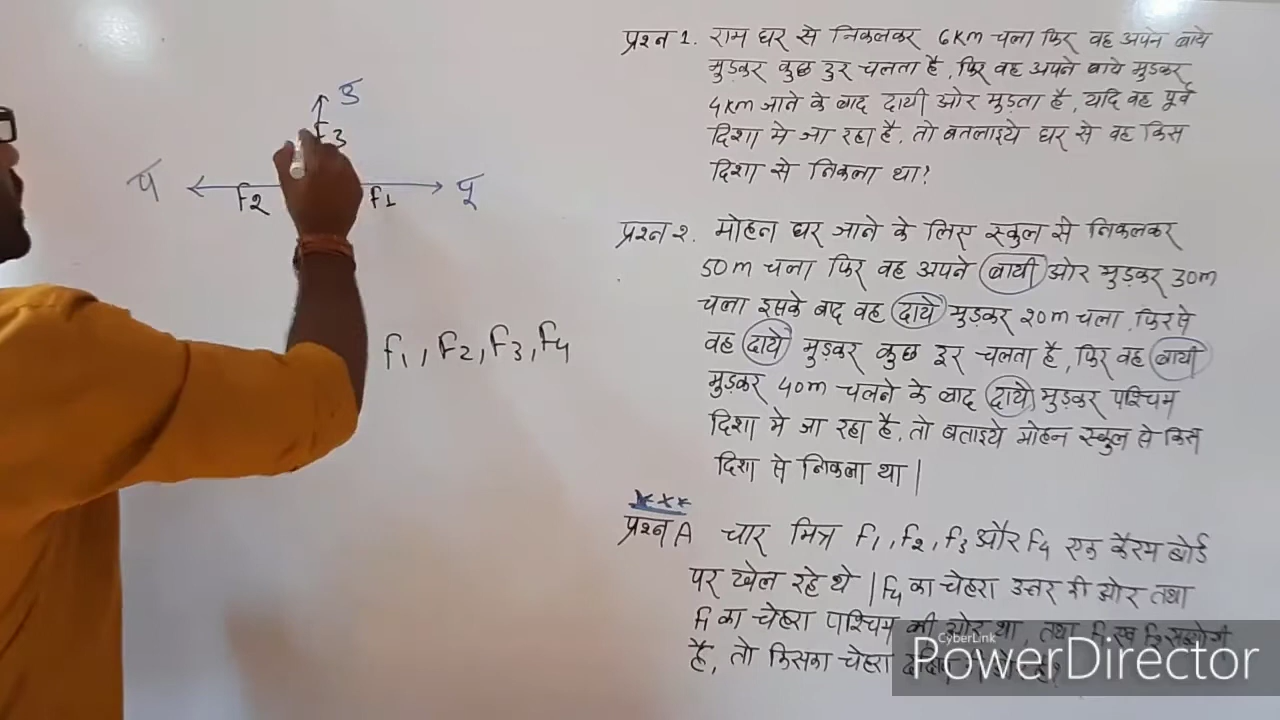 उ
F3
प
पू
F2
F1
F1, F2, F3, F4
प्रश्न 1. राम घर से निकलकर 6Km चला फिर वह अपने बाये
मुड़कर कुछ दुर चलता है, फिर वह अपने बाये मुड़कर
4Km जाने के बाद दायी ओर मुड़ता है, यदि वह पूर्व
दिशा मे जा रहा है, तो बतलाइये घर से वह किस
दिशा से निकला था?
प्रश्न २. मोहन घर जाने के लिए स्कुल से निकलकर
50m चला फिर वह अपने बायी ओर मुड़कर 30m
चला इसके बाद वह दाये मुड़कर २०m चला, फिर से
वह दाये मुड़कर कुछ दूर चलता है, फिर वह बायी
मुड़कर 40m चलने के बाद दाये मुड़कर पश्चिम
दिशा मे जा रहा है, तो बताइये मोहन स्कुल से किस
दिशा से निकला था |
प्रश्न A चार मित्र F1, F2, F3 और F4 एक कैरम बोर्ड
पर खेल रहे थे | F4 का चेहरा उत्तर की ओर तथा
F1 का चेहरा पश्चिम की ओर था, तथा
है, तो किसका चेहरा
CyberLink
PowerDirector